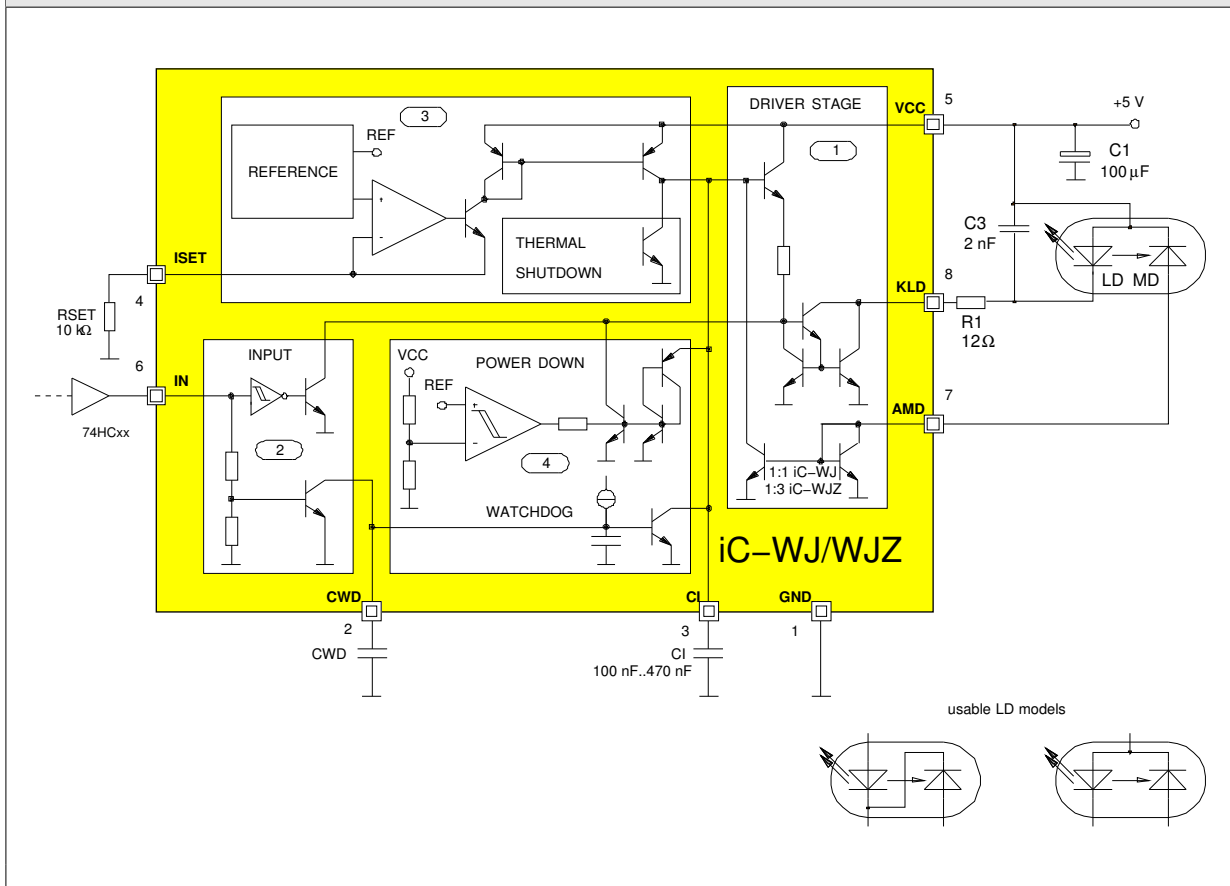 DRIVER STAGE
VCC
5
+5 V
3
REF
1
C1
100 µF
REFERENCE
+
-
THERMAL
SHUTDOWN
C3
2 nF
ISET
4
KLD
8
LD MD
RSET
10 kΩ
R1
12Ω
INPUT
VCC
POWER DOWN
6
IN
REF
7
AMD
+
-
74HCxx
2
4
1:1 iC-WJ
1:3 iC-WJZ
WATCHDOG
iC-WJ/WJZ
CWD
CI
GND
2
3
1
CWD
CI
100 nF..470 nF
usable LD models